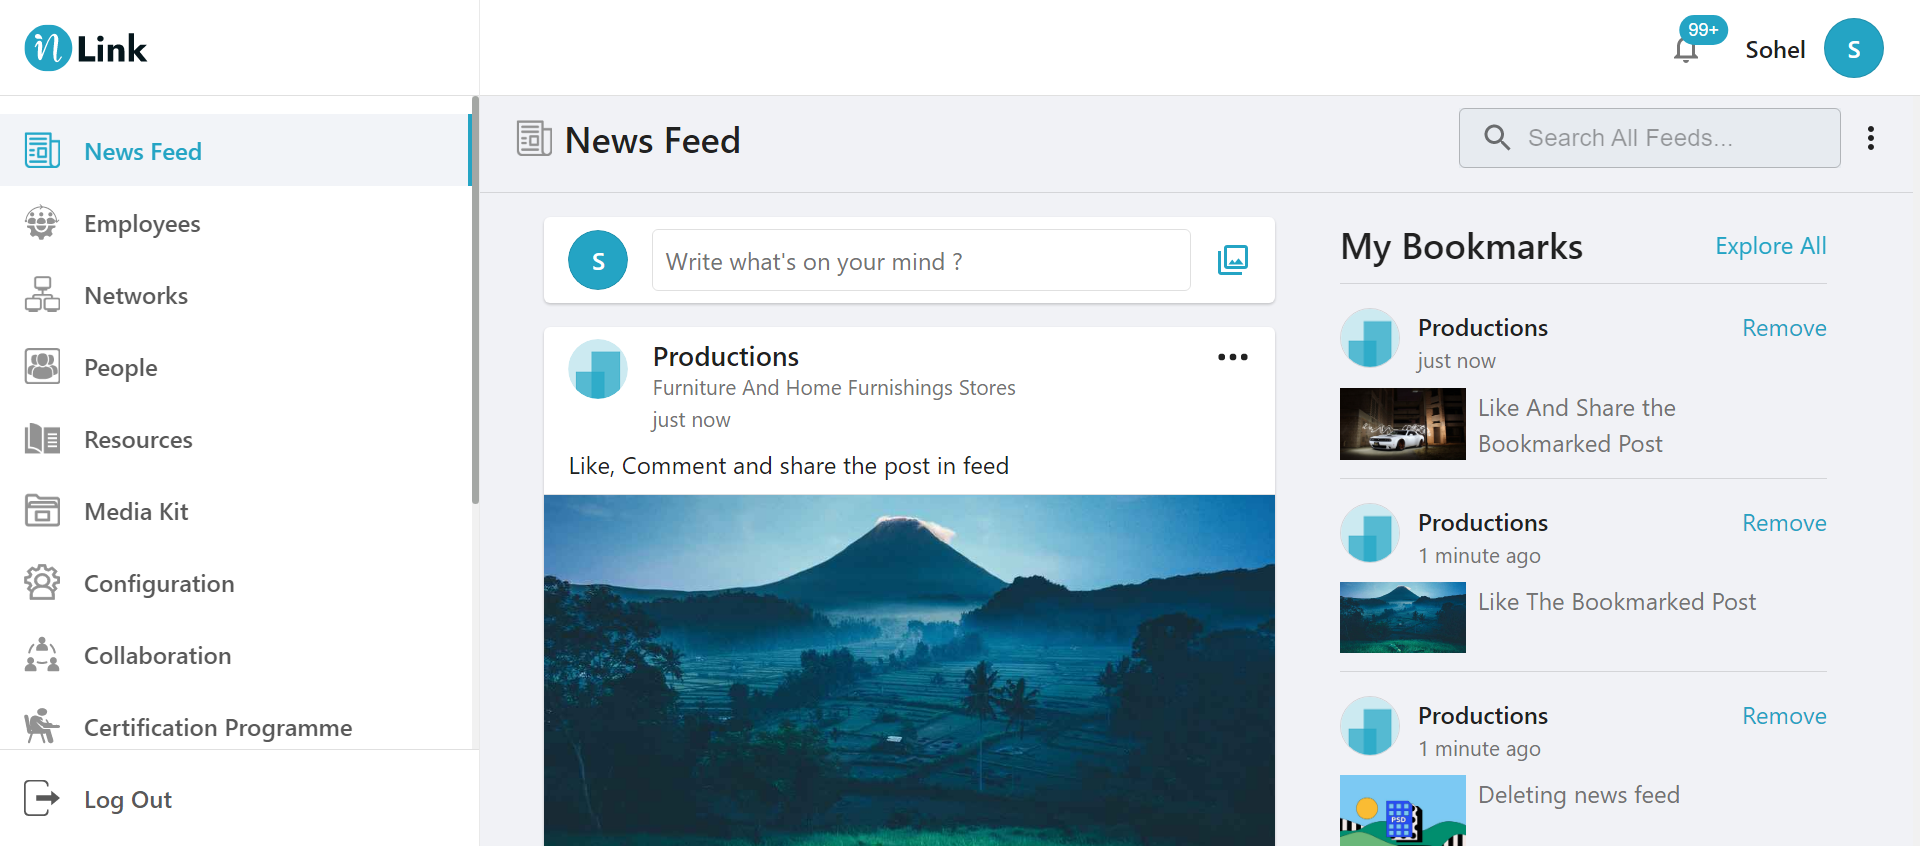 n Link
99+
Sohel
S
News Feed
Employees
Networks
People
Resources
Media Kit
Configuration
Collaboration
Certification Programme
Log Out
News Feed
Search All Feeds...
S
Write what's on your mind ?
Productions
Furniture And Home Furnishings Stores
just now
Like, Comment and share the post in feed
My Bookmarks
Explore All
Productions
Remove
just now
Like And Share the
Bookmarked Post
Productions
Remove
1 minute ago
Like The Bookmarked Post
Productions
Remove
1 minute ago
PSD
Deleting news feed